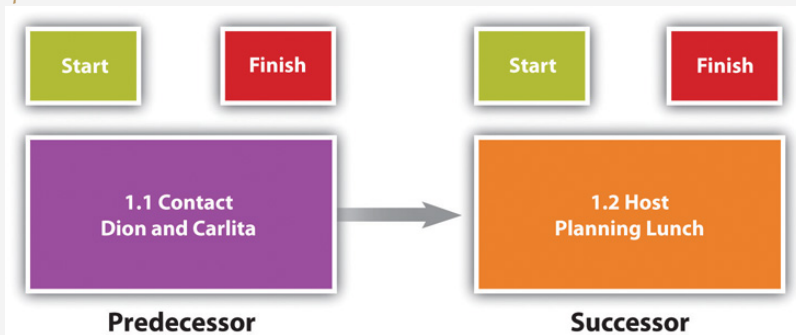 Start
Finish
Start
Finish
1.1 Contact
Dion and Carlita
1.2 Host
Planning Lunch
Predecessor
Successor